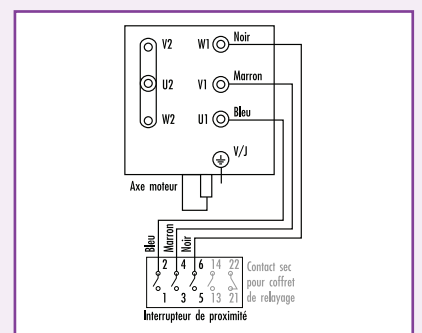 V2 W1 Noir
U2 V1 Marron
W2 U1 Bleu
V/J
Axe moteur
Bleu
Marron
Noir
2 4 6 14 22
1 3 5 13 21
Contact sec
pour coffret
de relayage
Interrupteur de proximité